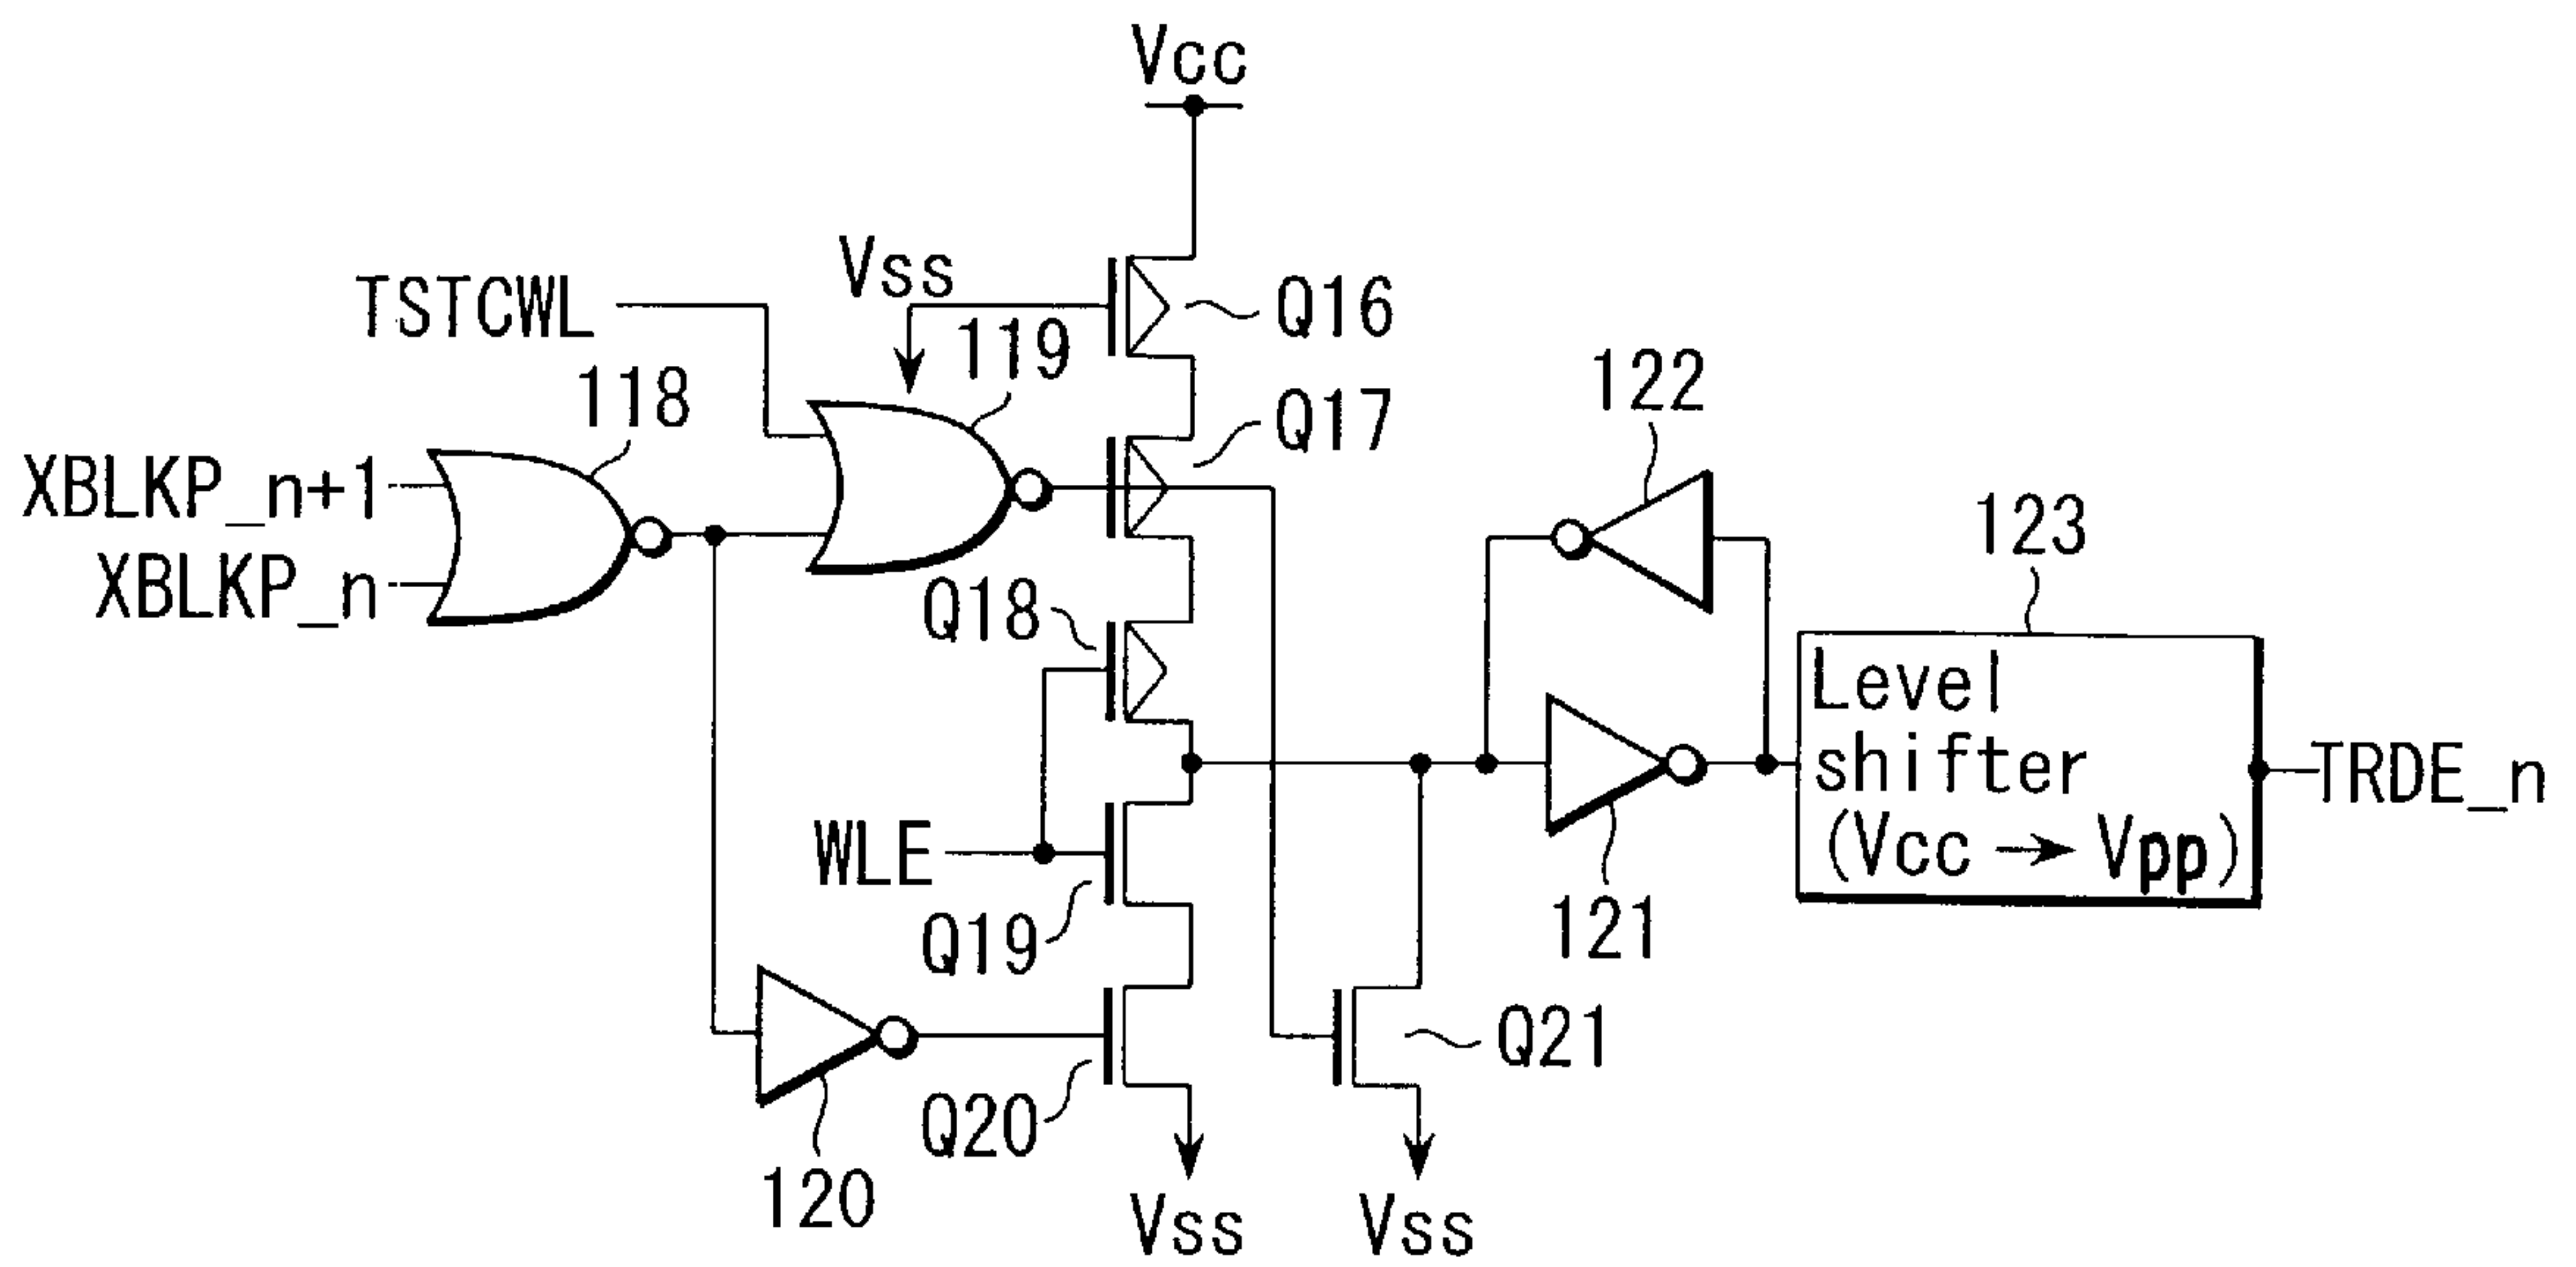 Vcc
Vss
TSTCWL
Q16
119
118
Q17
122
XBLKP_n+1
XBLKP_n
Q18
123
Level
shifter
(Vcc → Vpp)
TRDE_n
WLE
Q19
121
Q20
Q21
120
Vss
Vss